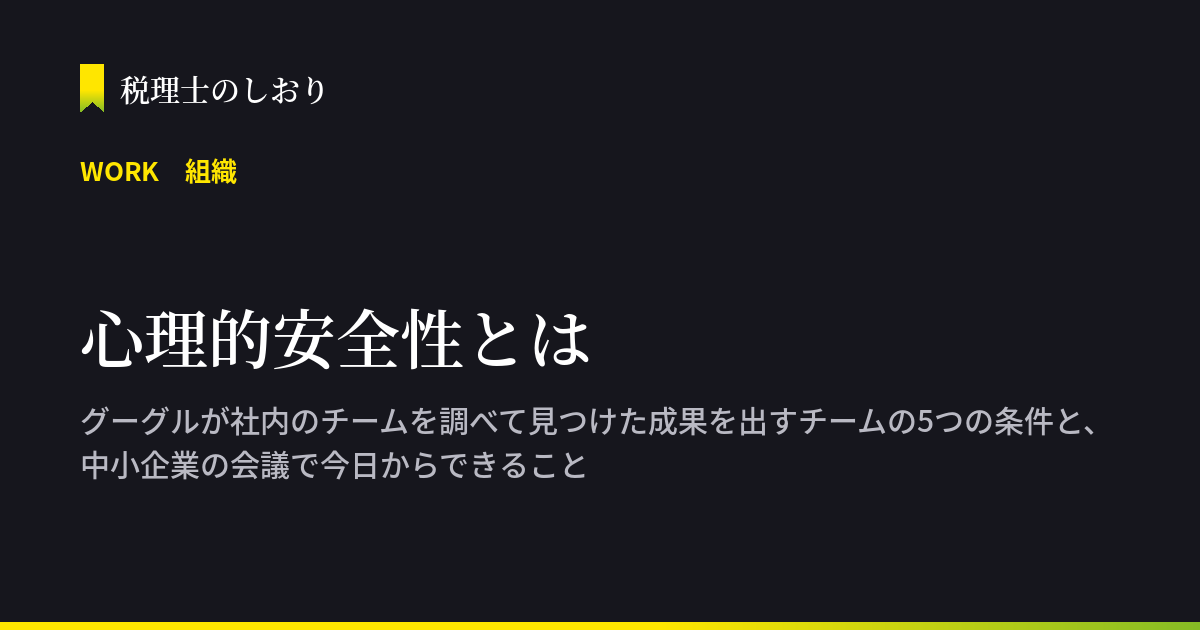 税理士のしおり
WORK　組織
心理的安全性とは
グーグルが社内のチームを調べて見つけた成果を出すチームの5つの条件と、
中小企業の会議で今日からできること